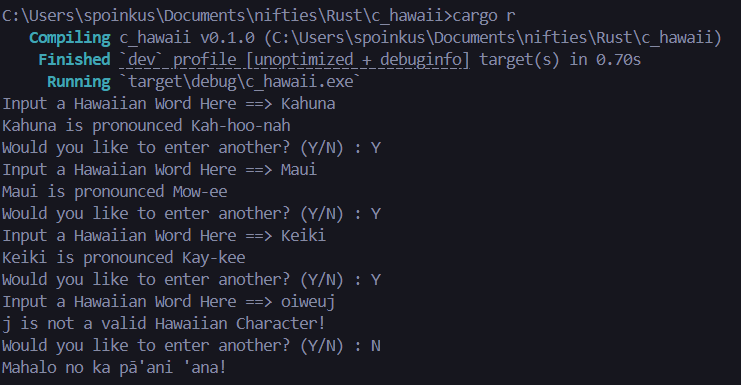 C:\Users\spoinkus\Documents\nifties\Rust\c_hawaii>cargo r
Compiling c_hawaii v0.1.0 (C:\Users\spoinkus\Documents\nifties\Rust\c_hawaii)
Finished `dev` profile [unoptimized + debuginfo] target(s) in 0.70s
Running `target\debug\c_hawaii.exe`
Input a Hawaiian Word Here ==> Kahuna
Kahuna is pronounced Kah-hoo-nah
Would you like to enter another? (Y/N) : Y
Input a Hawaiian Word Here ==> Maui
Maui is pronounced Mow-ee
Would you like to enter another? (Y/N) : Y
Input a Hawaiian Word Here ==> Keiki
Keiki is pronounced Kay-kee
Would you like to enter another? (Y/N) : Y
Input a Hawaiian Word Here ==> oiweuj
j is not a valid Hawaiian Character!
Would you like to enter another? (Y/N) : N
Mahalo no ka pā'ani 'ana!